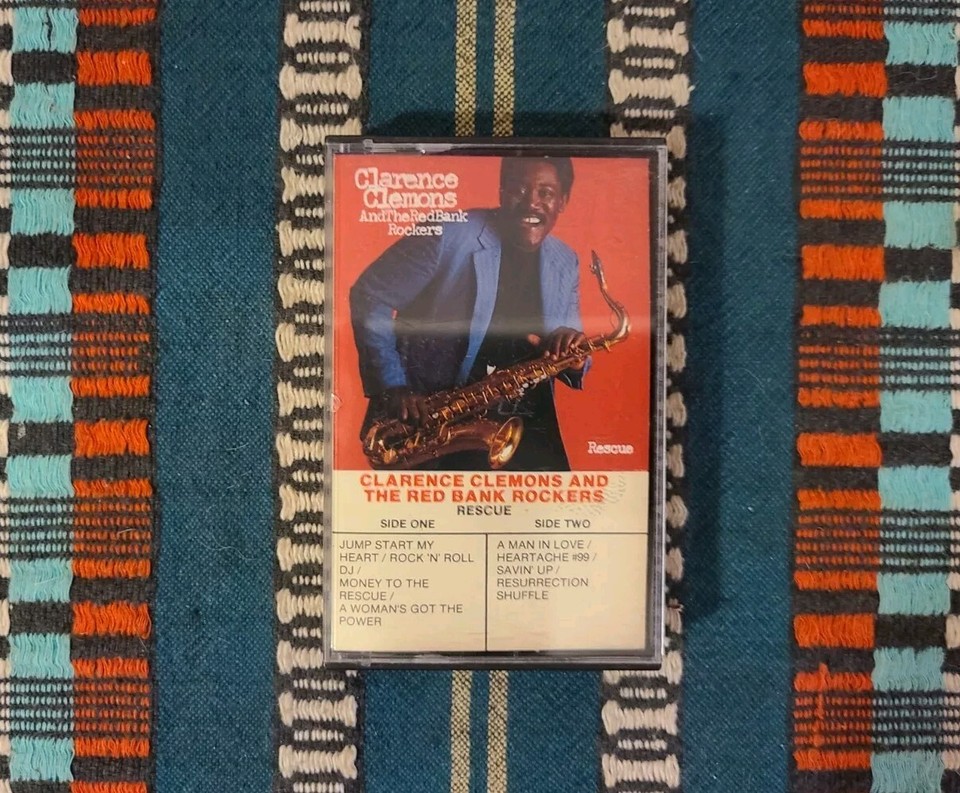 Clarence
Clemons
AndTheRedBank
Rockers
Rescue
CLARENCE CLEMONS AND
THE RED BANK ROCKERS
RESCUE
SIDE ONE
JUMP START MY
HEART / ROCK 'N' ROLL
DJ /
MONEY TO THE
RESCUE /
A WOMAN'S GOT THE
POWER
SIDE TWO
A MAN IN LOVE /
HEARTACHE #99 /
SAVIN' UP /
RESURRECTION
SHUFFLE